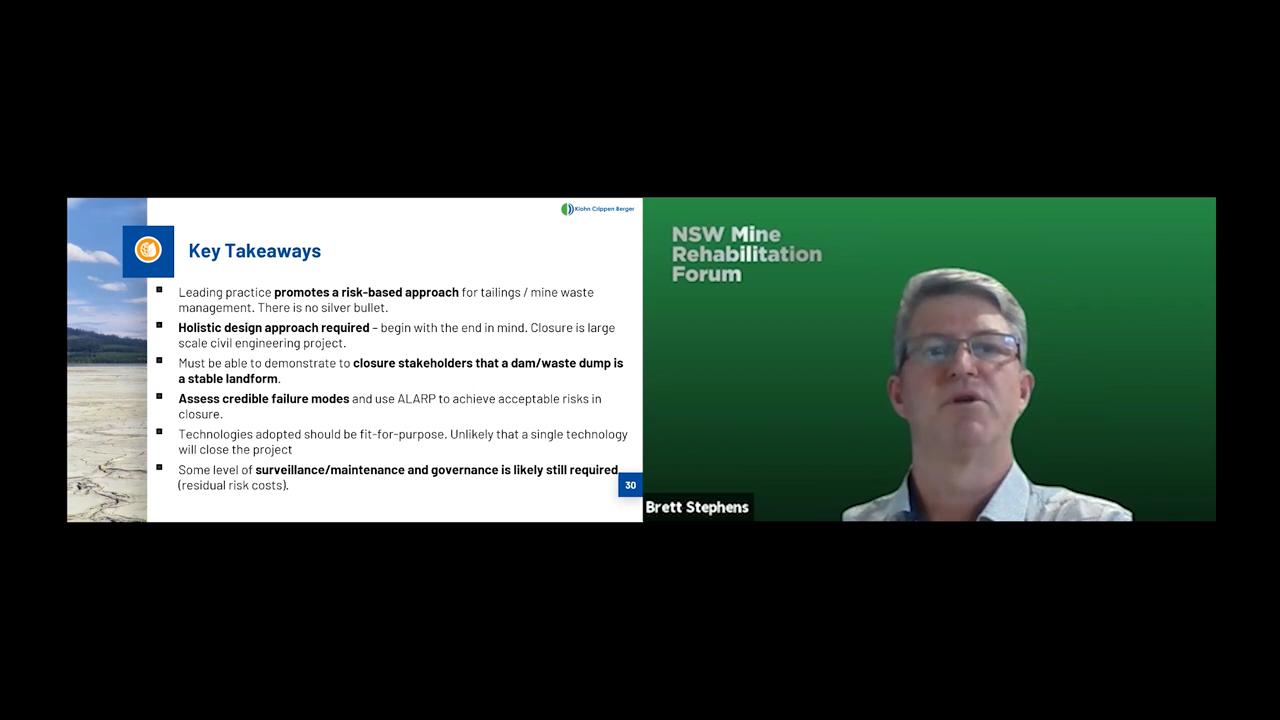 Klohn Crippen Berger
Key Takeaways
Leading practice promotes a risk-based approach for tailings / mine waste
management. There is no silver bullet.
Holistic design approach required – begin with the end in mind. Closure is large
scale civil engineering project.
Must be able to demonstrate to closure stakeholders that a dam/waste dump is
a stable landform.
Assess credible failure modes and use ALARP to achieve acceptable risks in
closure.
Technologies adopted should be fit-for-purpose. Unlikely that a single technology
will close the project
Some level of surveillance/maintenance and governance is likely still required
(residual risk costs).
30
NSW Mine
Rehabilitation
Forum
Brett Stephens